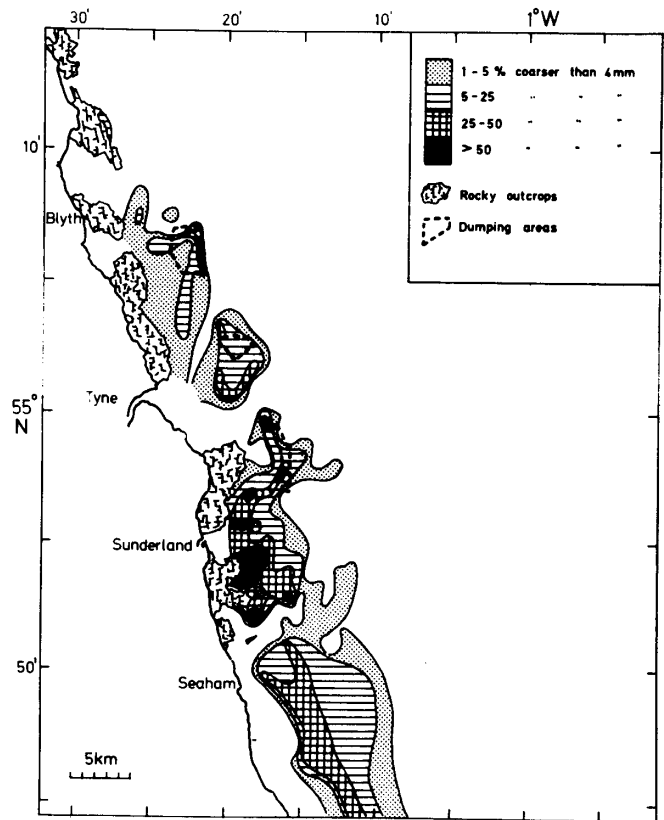 30' 20' 10' 1°W
1 - 5 % coarser than 4mm
5 - 25 " " "
25 - 50 " " "
> 50 " " "
Rocky outcrops
Dumping areas
10'
Blyth
Tyne
55°
N
Sunderland
50'
Seaham
5km